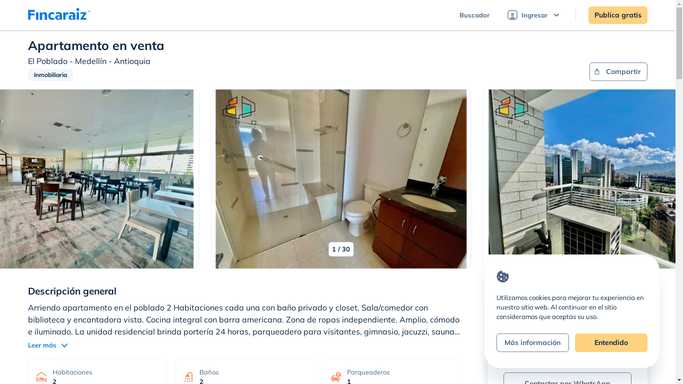 Fincaraiz
Buscador
Ingresar
Publica gratis
Apartamento en venta
El Poblado - Medellín - Antioquia
Inmobiliaria
Compartir
1 / 30
Descripción general
Arriendo apartamento en el poblado 2 Habitaciones cada una con baño privado y closet. Sala/comedor con
biblioteca y encantadora vista. Cocina integral con barra americana. Zona de ropas independiente. Amplio, cómodo
e iluminado. La unidad residencial brinda portería 24 horas, parqueadero para visitantes, gimnasio, jacuzzi, sauna...
Leer más
Habitaciones
2
Baños
2
Parqueaderos
1
Utilizamos cookies para mejorar tu experiencia en
nuestro sitio web. Al continuar en el sitio
consideramos que aceptas su uso.
Más información
Entendido
Contactar por WhatsApp